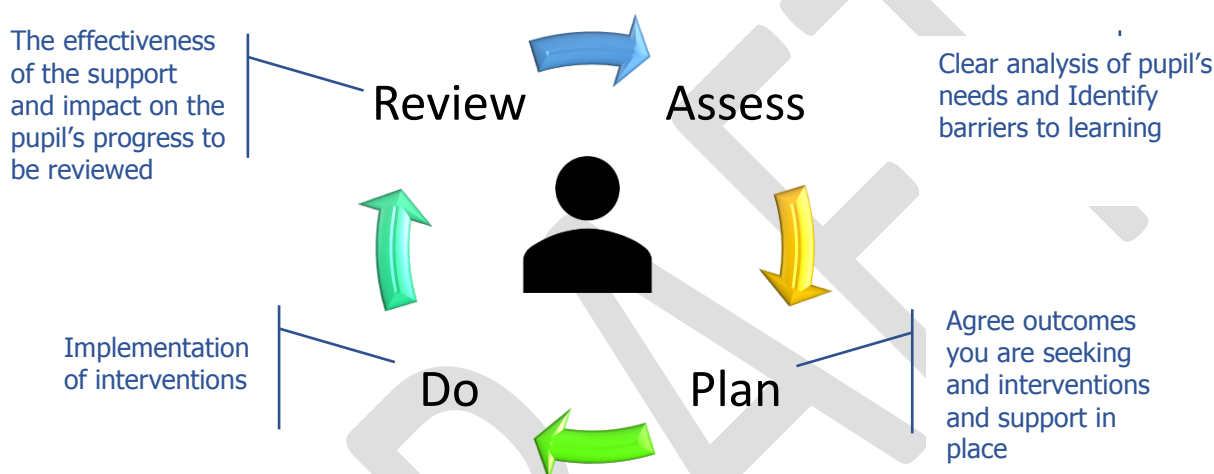 The effectiveness
of the support
and impact on the
pupil's progress to
be reviewed
Review
Assess
Clear analysis of pupil's
needs and Identify
barriers to learning
Implementation
of interventions
Do
Plan
Agree outcomes
you are seeking
and interventions
and support in
place